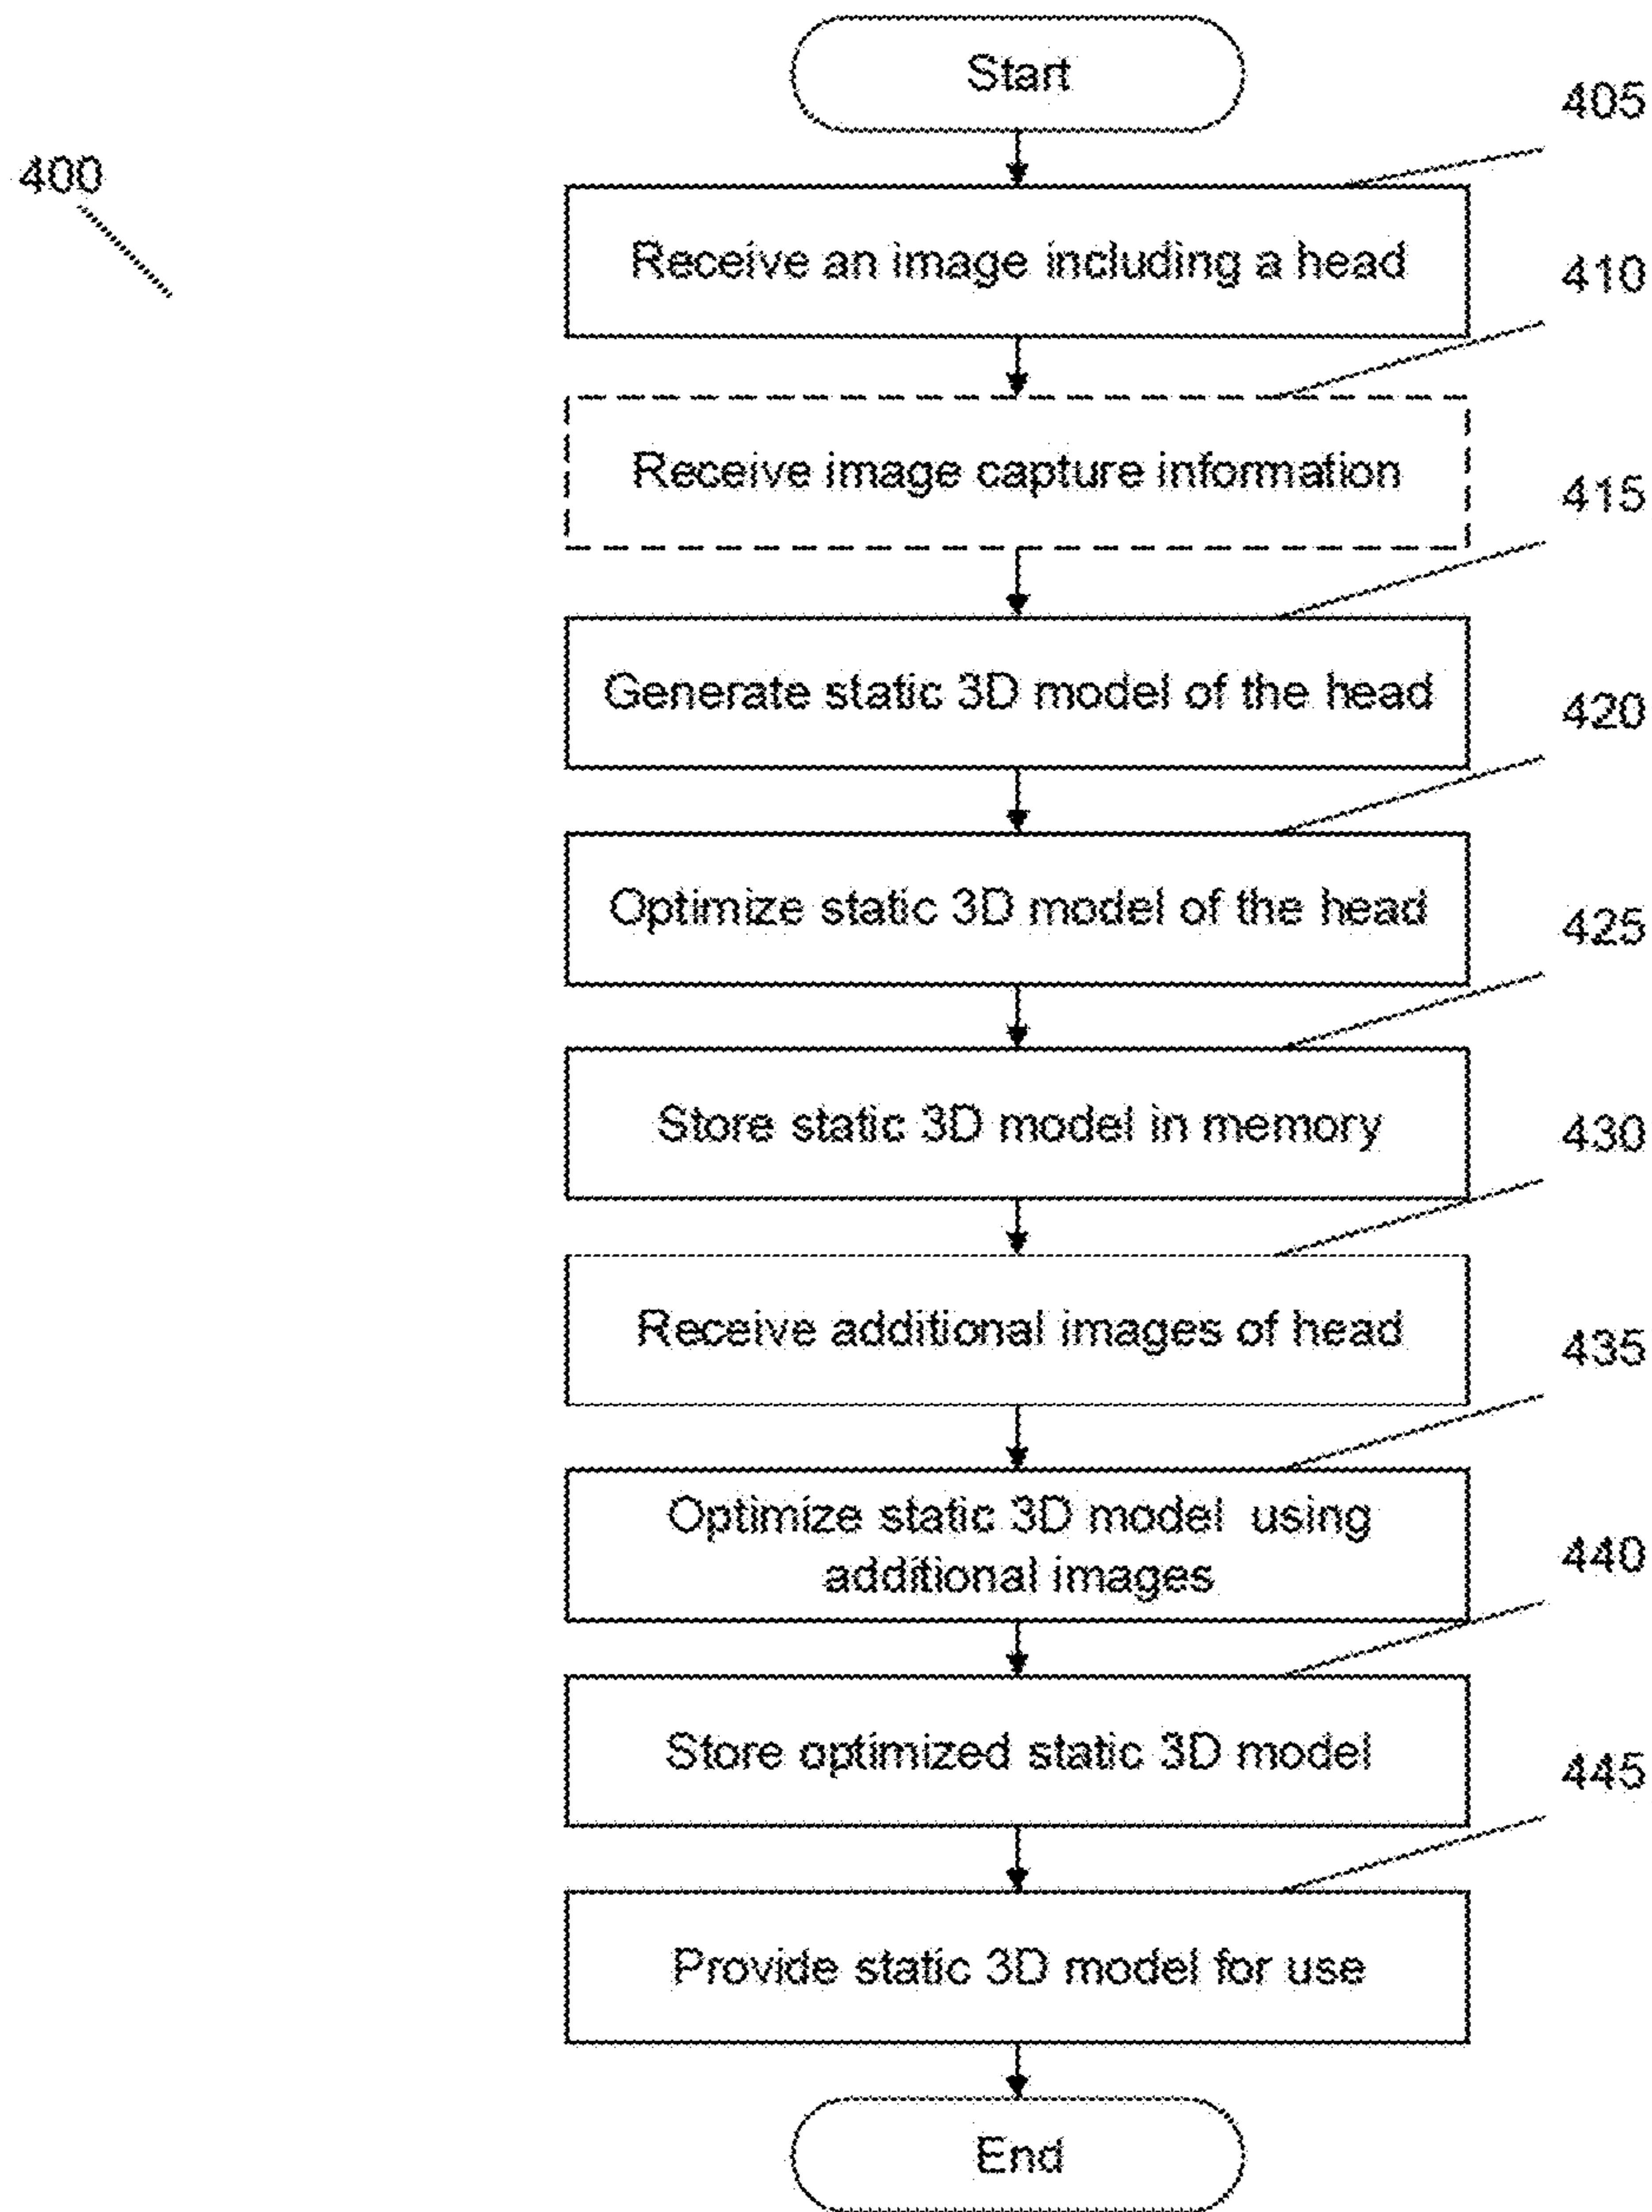 Start
405
400
Receive an image including a head
410
Receive image capture information
415
Generate static 3D model of the head
420
Optimize static 3D model of the head
425
Store static 3D model in memory
430
Receive additional images of head
435
Optimize static 3D model using
additional images
440
Store optimized static 3D model
445
Provide static 3D model for use
End